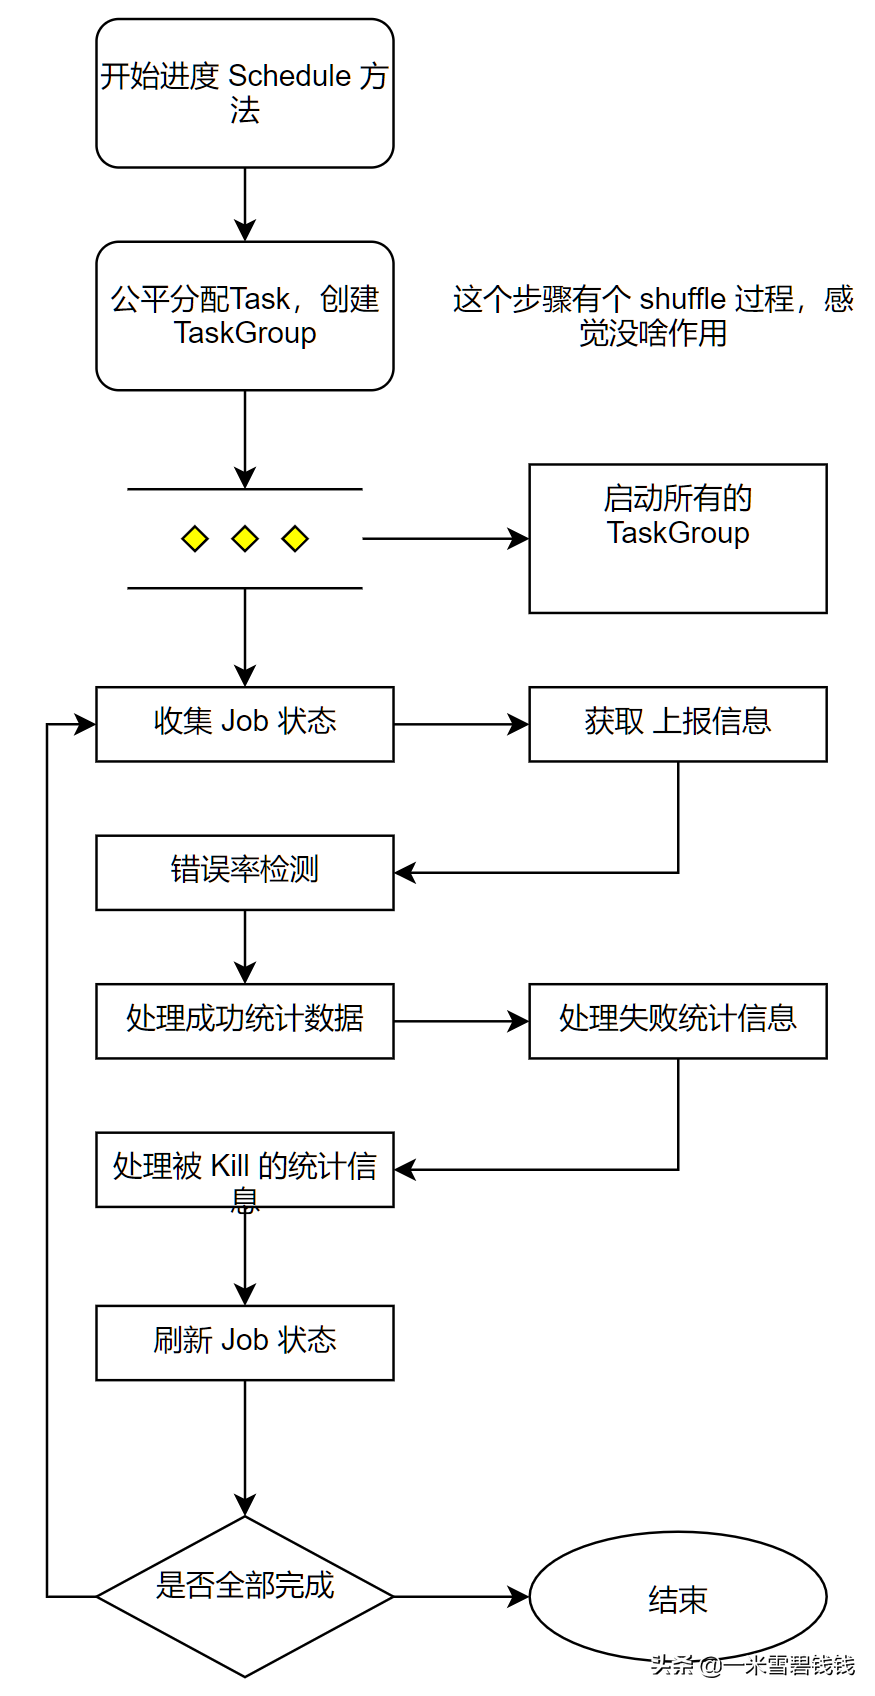 开始进度 Schedule 方
法
公平分配Task，创建
TaskGroup
这个步骤有个 shuffle 过程，感
觉没啥作用
启动所有的
TaskGroup
收集 Job 状态
获取 上报信息
错误率检测
处理成功统计数据
处理失败统计信息
处理被 Kill 的统计信
息
刷新 Job 状态
是否全部完成
结束
头条 @一米雪碧钱钱